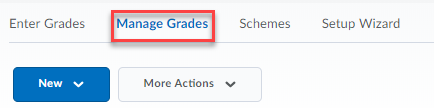 Enter Grades Manage Grades Schemes Setup Wizard
New More Actions